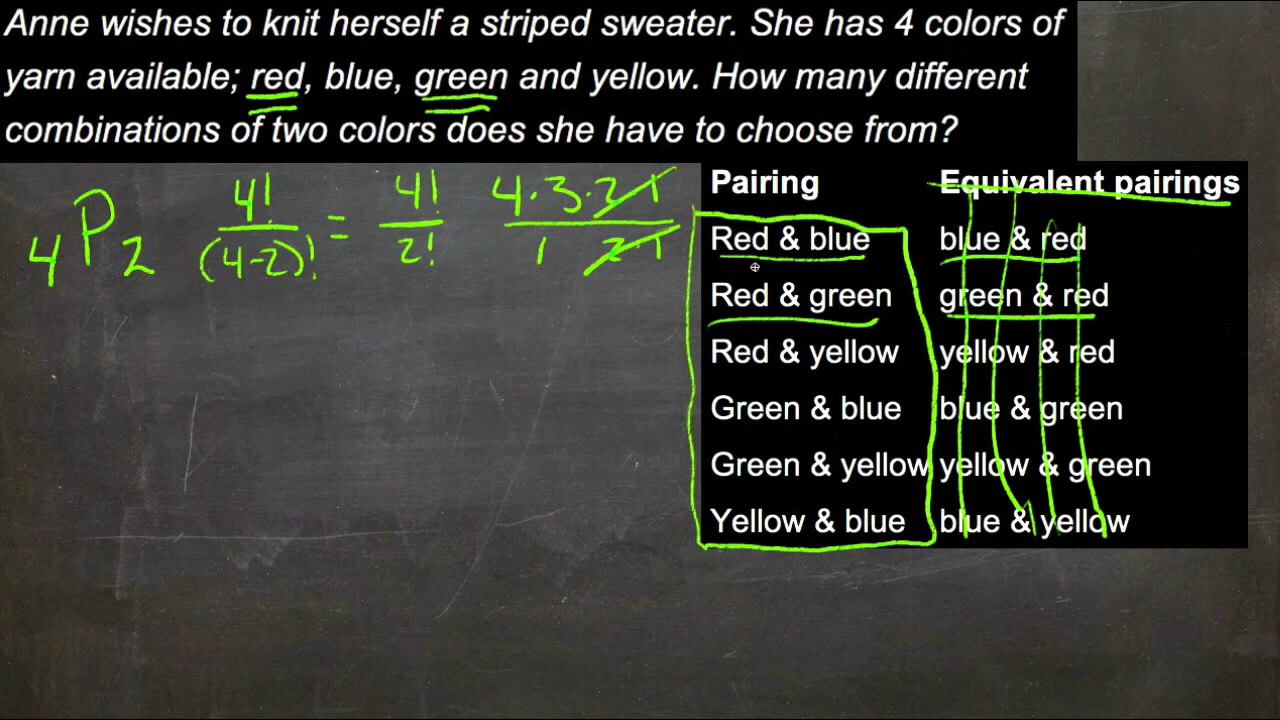 Anne wishes to knit herself a striped sweater. She has 4 colors of
yarn available; red, blue, green and yellow. How many different
combinations of two colors does she have to choose from?
4P2 4!/(4-2)! = 4!/2! 4·3·2·1/1 2·1
Pairing Equivalent pairings
Red & blue blue & red
Red & green green & red
Red & yellow yellow & red
Green & blue blue & green
Green & yellow yellow & green
Yellow & blue blue & yellow